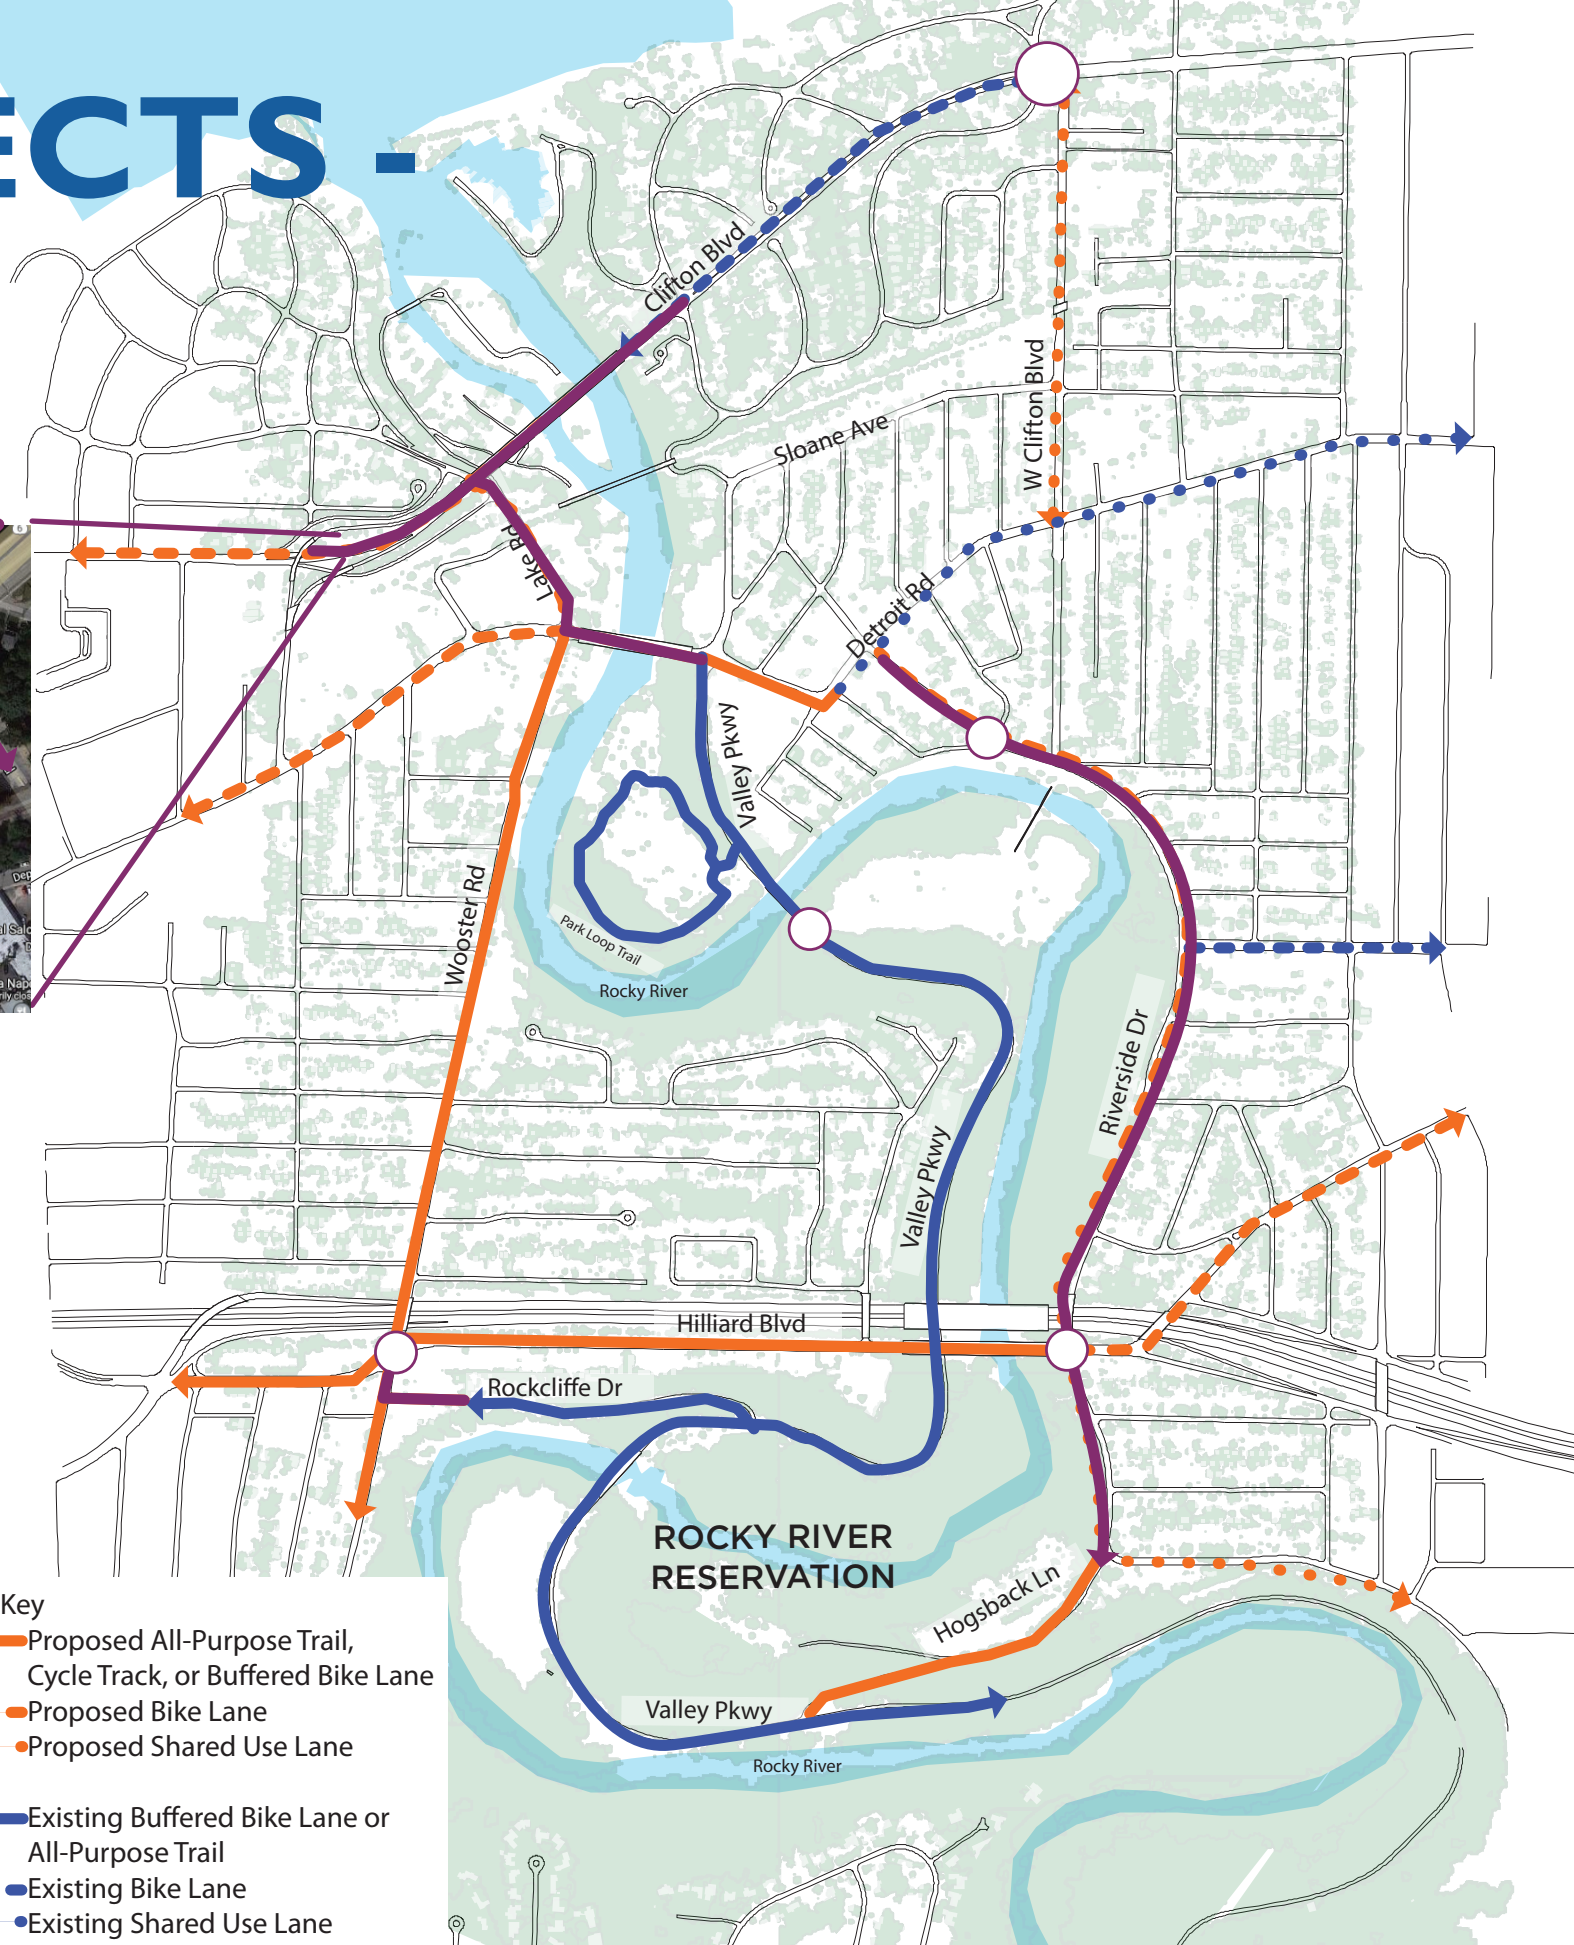 ECTS -
Clifton Blvd
W Clifton Blvd
Sloane Ave
6
Lake Rd
Detroit Rd
Valley Pkwy
Wooster Rd
Park Loop Trail
Rocky River
Riverside Dr
Valley Pkwy
Hilliard Blvd
Rockcliffe Dr
ROCKY RIVER
RESERVATION
Hogsback Ln
Valley Pkwy
Rocky River
Key
Proposed All-Purpose Trail,
Cycle Track, or Buffered Bike Lane
Proposed Bike Lane
Proposed Shared Use Lane
Existing Buffered Bike Lane or
All-Purpose Trail
Existing Bike Lane
Existing Shared Use Lane